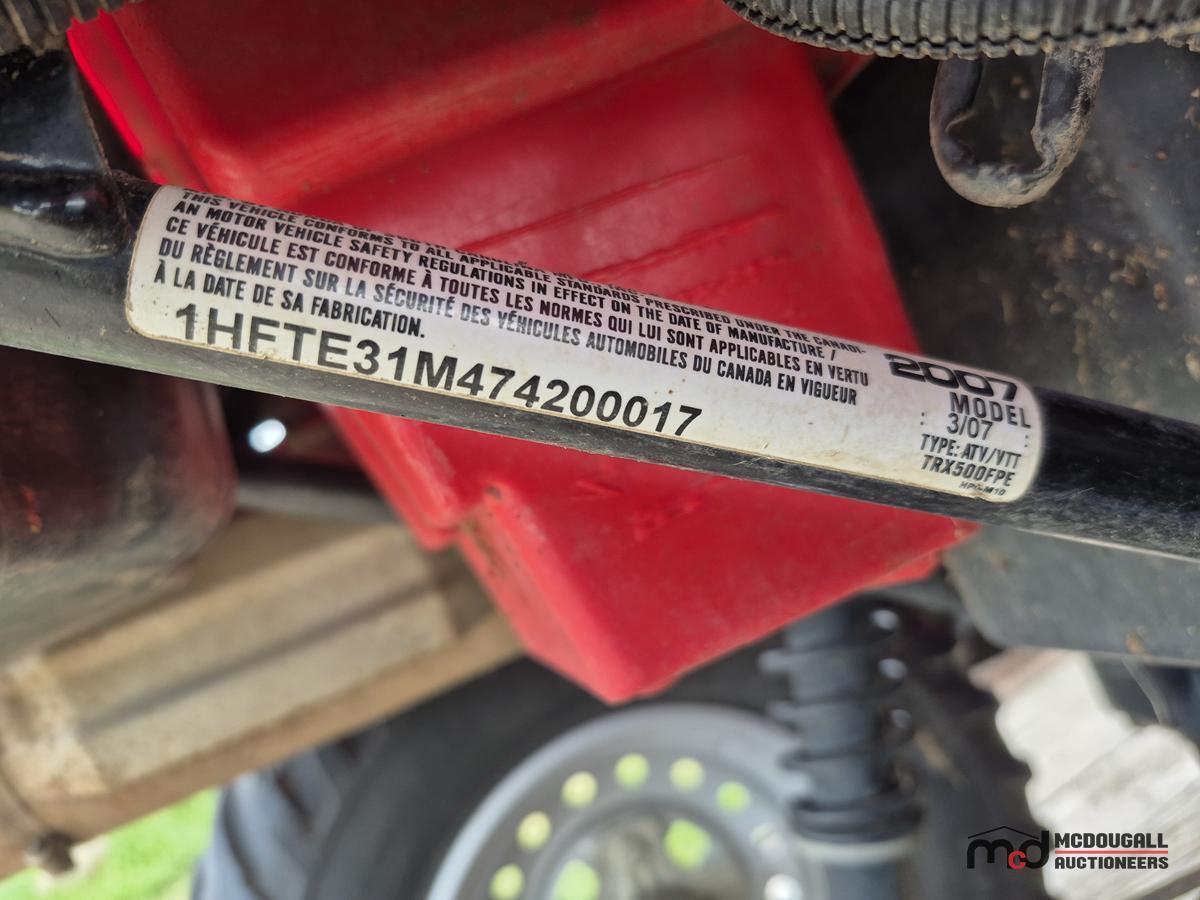 THIS VEHICLE CONFORMS TO ALL APPLICABLE STANDARDS PRESCRIBED UNDER THE CANADI-
AN MOTOR VEHICLE SAFETY REGULATIONS IN EFFECT ON THE DATE OF MANUFACTURE /
CE VÉHICULE EST CONFORME À TOUTES LES NORMES QUI LUI SONT APPLICABLES EN VERTU
DU RÈGLEMENT SUR LA SÉCURITÉ DES VÉHICULES AUTOMOBILES DU CANADA EN VIGUEUR
À LA DATE DE SA FABRICATION.
1HFTE31M474200017
2007
MODEL
: 3/07 :
TYPE: ATV/VTT
TRX500FPE
HPG-M10
mcd MCDOUGALL
AUCTIONEERS